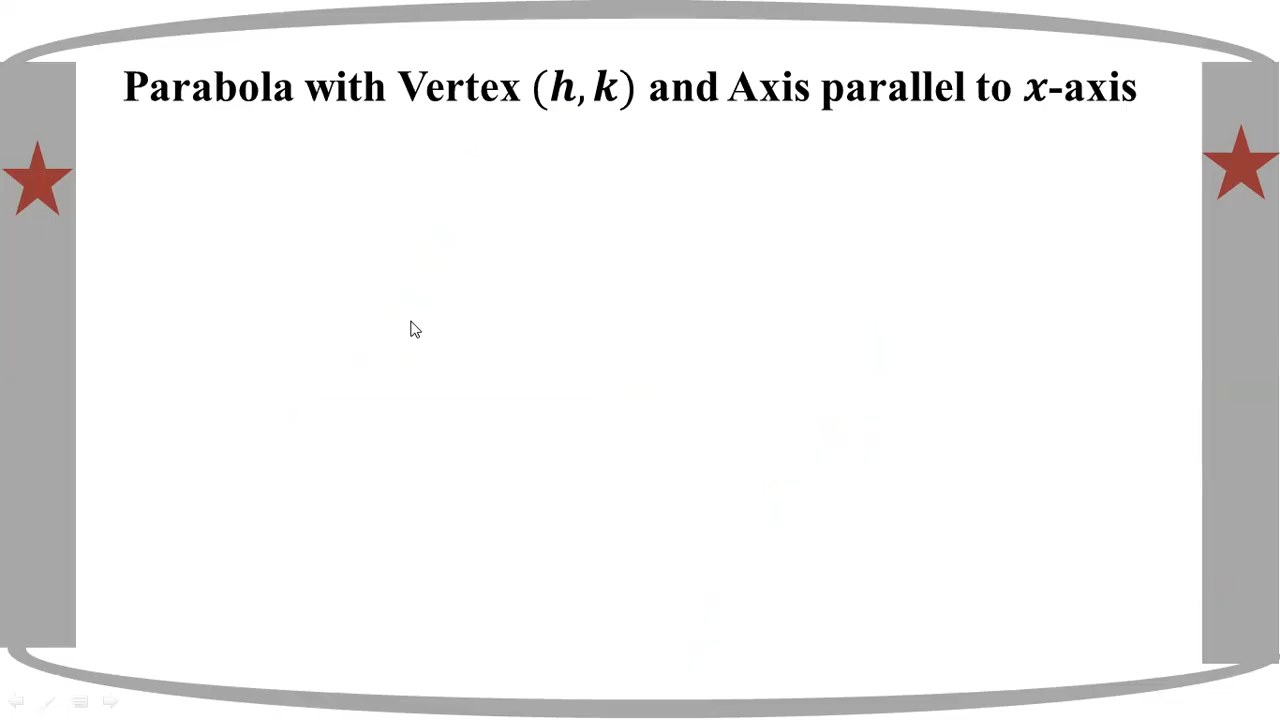 Parabola with Vertex (h, k) and Axis parallel to x-axis